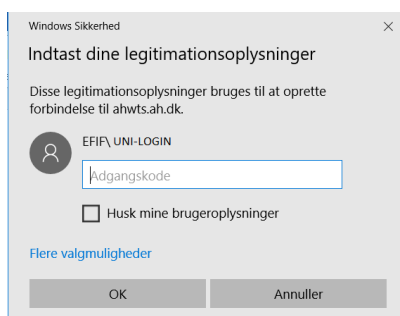 Windows Sikkerhed
Indtast dine legitimationsoplysninger
Disse legitimationsoplysninger bruges til at oprette
forbindelse til ahwts.ah.dk.
EFIF\ UNI-LOGIN
Adgangskode
Husk mine brugeroplysninger
Flere valgmuligheder
OK
Annuller